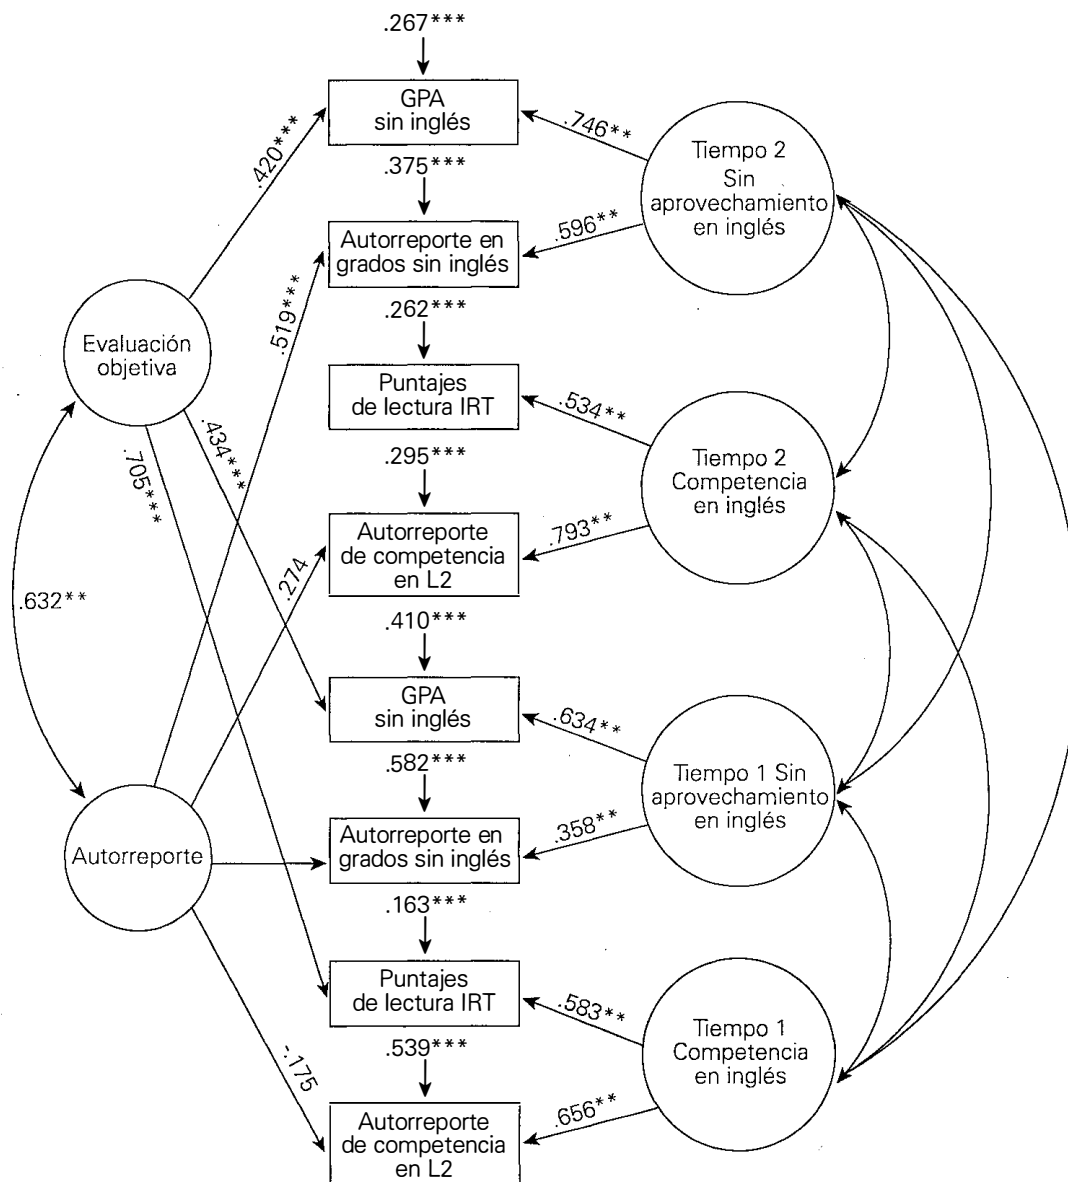 .267***
GPA
sin inglés
.420***
.746**
Tiempo 2
Sin
aprovechamiento
en inglés
.375***
Autorreporte en
grados sin inglés
.519***
.596**
.262***
Evaluación
objetiva
Puntajes
de lectura IRT
.534**
.434***
.705***
.295***
Tiempo 2
Competencia
en inglés
Autorreporte
de competencia
en L2
.793**
.274
.632**
.410***
GPA
sin inglés
.634**
.582***
Tiempo 1 Sin
aprovechamiento
en inglés
Autorreporte
Autorreporte en
grados sin inglés
.358**
.163***
Puntajes
de lectura IRT
.583**
.539***
Tiempo 1
Competencia
en inglés
-.175
Autorreporte
de competencia
en L2
.656**